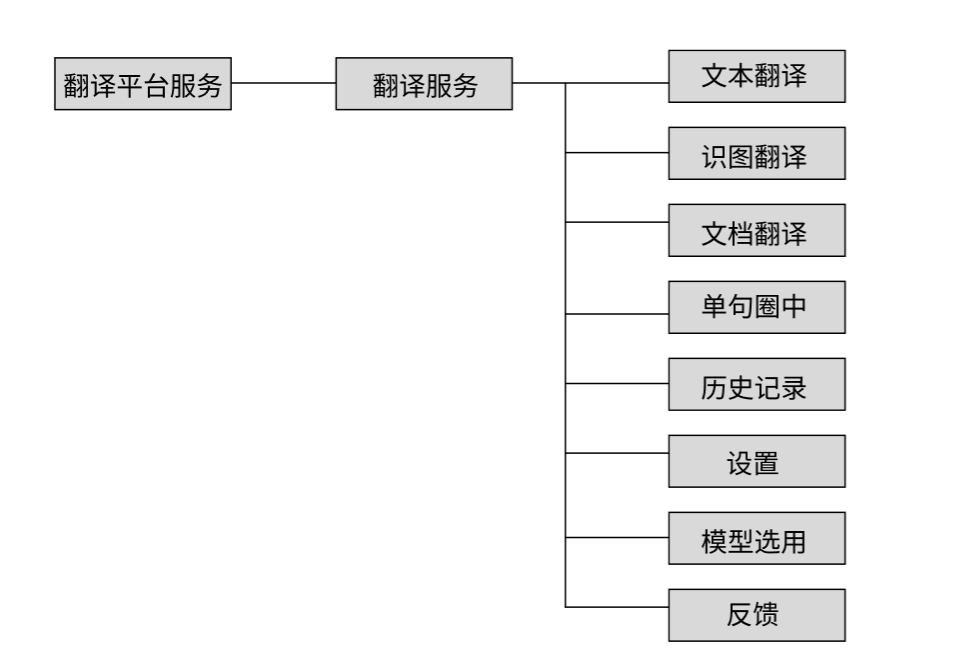 翻译平台服务
翻译服务
文本翻译
识图翻译
文档翻译
单句圈中
历史记录
设置
模型选用
反馈